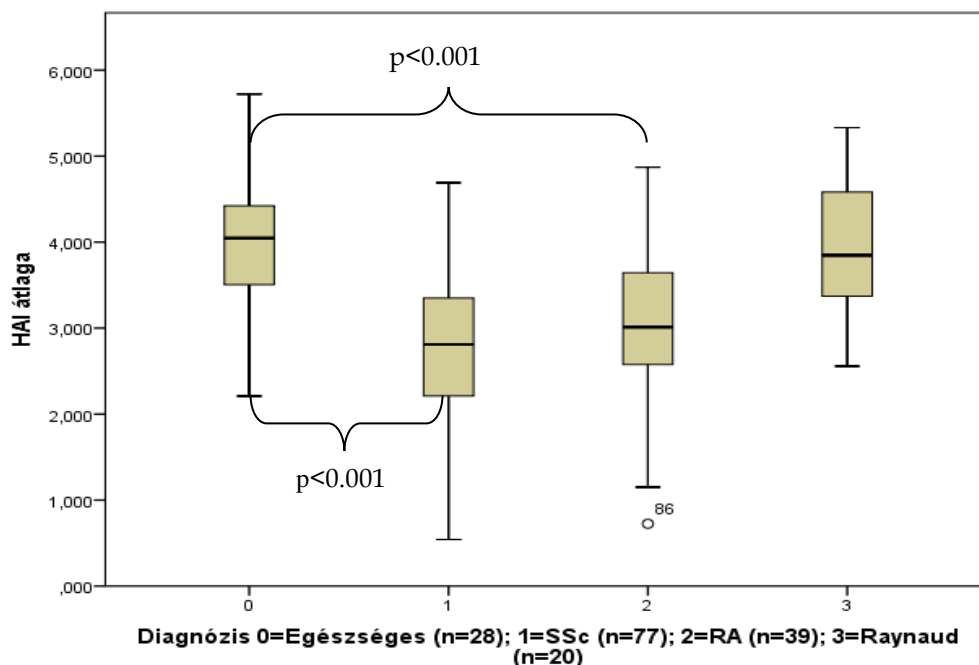 p<0.001
6,000
5,000
4,000
3,000
2,000
1,000
,000
HAI átlaga
p<0.001
86
0 1 2 3
Diagnózis 0=Egészséges (n=28); 1=SSc (n=77); 2=RA (n=39); 3=Raynaud
(n=20)